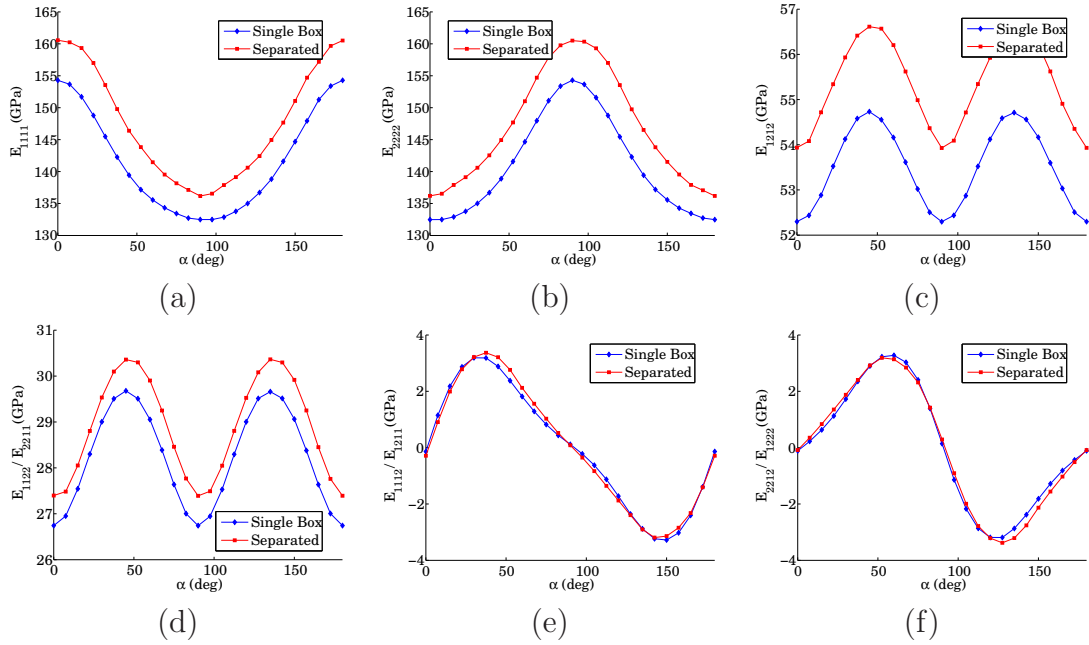 165
160
155
150
145
140
135
130
E1111 (GPa)
0 50 100 150
α (deg)
Single Box
Separated
(a)
165
160
155
150
145
140
135
130
E2222 (GPa)
0 50 100 150
α (deg)
Single Box
Separated
(b)
57
56
55
54
53
52
E1212 (GPa)
0 50 100 150
α (deg)
Single Box
Separated
(c)
31
30
29
28
27
26
E1122 / E2211 (GPa)
0 50 100 150
α (deg)
Single Box
Separated
(d)
4
2
0
−2
−4
E1112 / E1211 (GPa)
0 50 100 150
α (deg)
Single Box
Separated
(e)
4
2
0
−2
−4
E2212 / E1222 (GPa)
0 50 100 150
α (deg)
Single Box
Separated
(f)